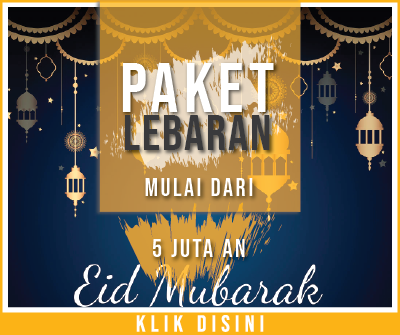 PAKET
LEBARAN
MULAI DARI
5 JUTA AN
Eid Mubarak
KLIK DISINI